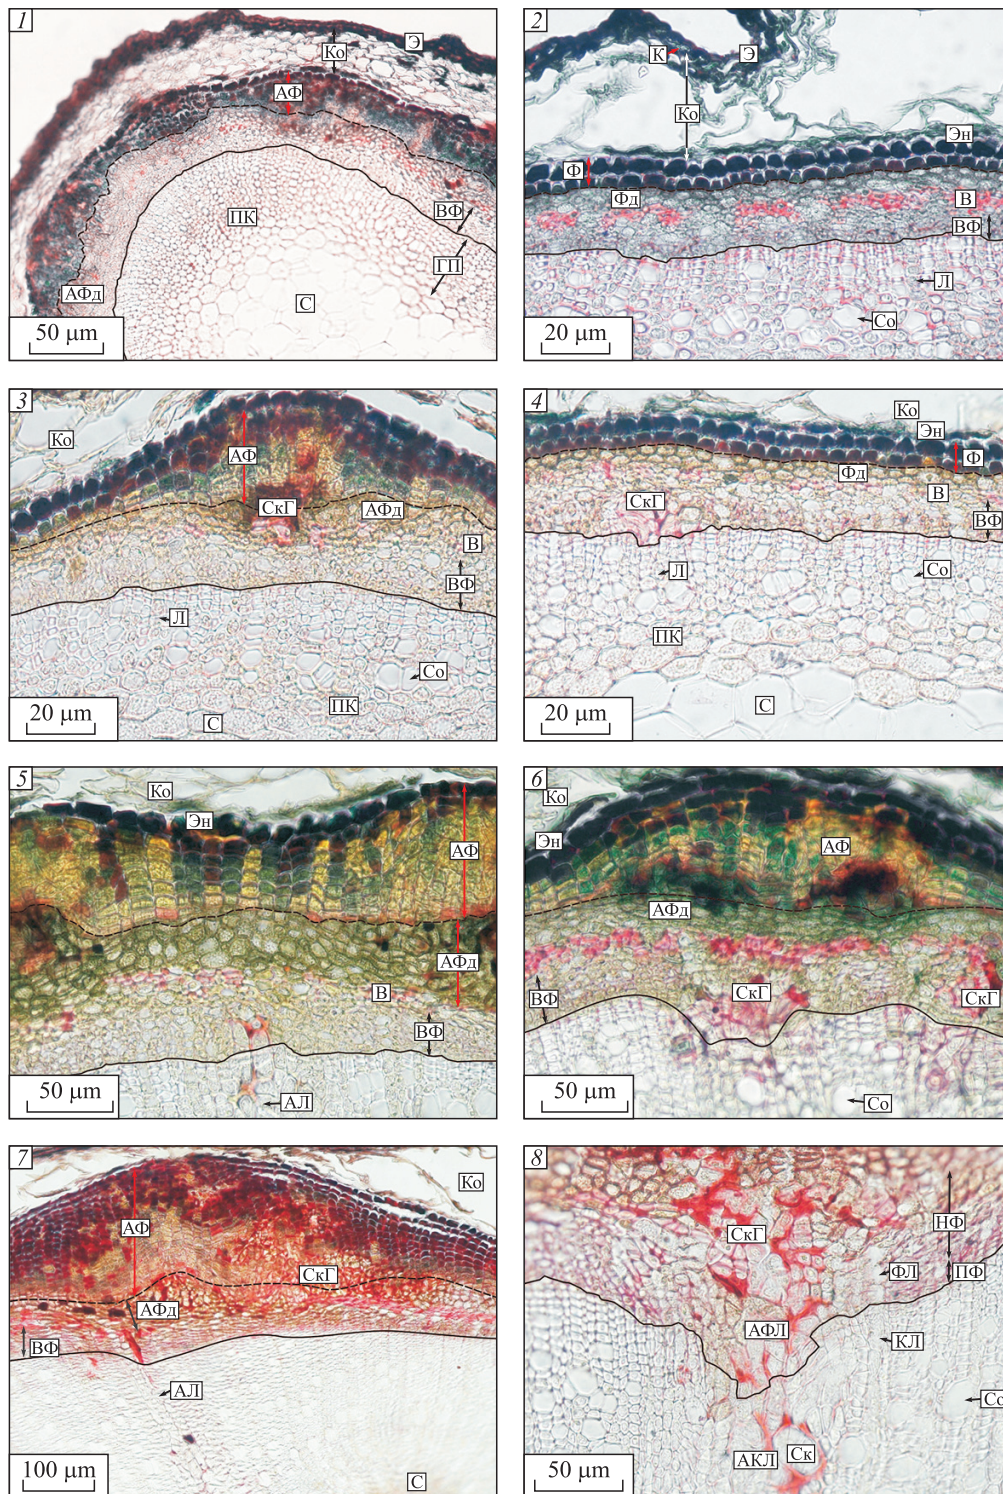 1
Э
Ко
АФ
ПК
ВФ
ГП
АФд
С
50 μm
2
К
Э
Ко
Эн
Ф
Фд
В
ВФ
Л
Со
20 μm
3
Ко
АФ
СкГ
АФд
В
ВФ
Л
Со
С
ПК
20 μm
4
Ко
Эн
Ф
Фд
В
СкГ
ВФ
Л
Со
ПК
С
20 μm
5
Ко
Эн
АФ
АФд
В
ВФ
АЛ
50 μm
6
Ко
Эн
АФ
АФд
ВФ
СкГ
СкГ
Со
50 μm
7
Ко
АФ
СкГ
АФд
ВФ
АЛ
С
100 μm
8
НФ
СкГ
ФЛ
ПФ
АФЛ
КЛ
Со
АКЛ
Ск
50 μm